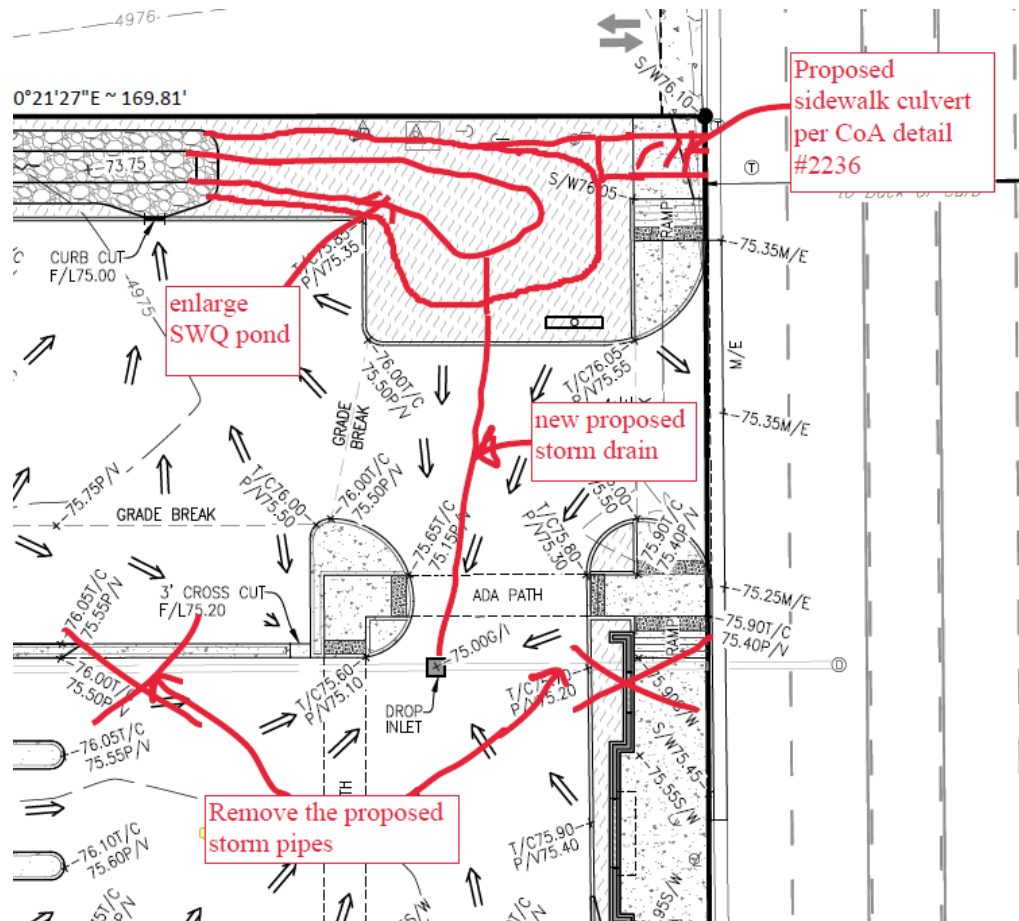 4976
0°21'27"E ~ 169.81'
S/W76.10
Proposed
sidewalk culvert
per CoA detail
#2236
73.75
S/W76.05
RAMP
CURB CUT
F/L75.00
T/C75.85
P/V75.35
75.35M/E
4975
enlarge
SWQ pond
M/E
76.00T/C
75.50P/V
T/C76.05
P/V75.55
GRADE
BREAK
new proposed
storm drain
75.35M/E
75.75P/V
GRADE BREAK
T/C76.00
P/V75.50
76.00T/C
75.50P/V
75.65T/C
75.15P/V
T/C75.80
P/V75.30
75.90T/C
75.40P/V
3' CROSS CUT
F/L75.20
ADA PATH
75.25M/E
76.05T/C
75.55P/V
75.90T/C
75.40P/V
RAMP
75.00G/I
76.00T/C
75.50P/V
T/C75.60
P/V75.10
DROP
INLET
P/V75.20
75.90S/W
D
76.05T/C
75.55P/V
S/W75.45
75.55S/W
Remove the proposed
storm pipes
76.10T/C
75.60P/V
T/C75.90
P/V75.40